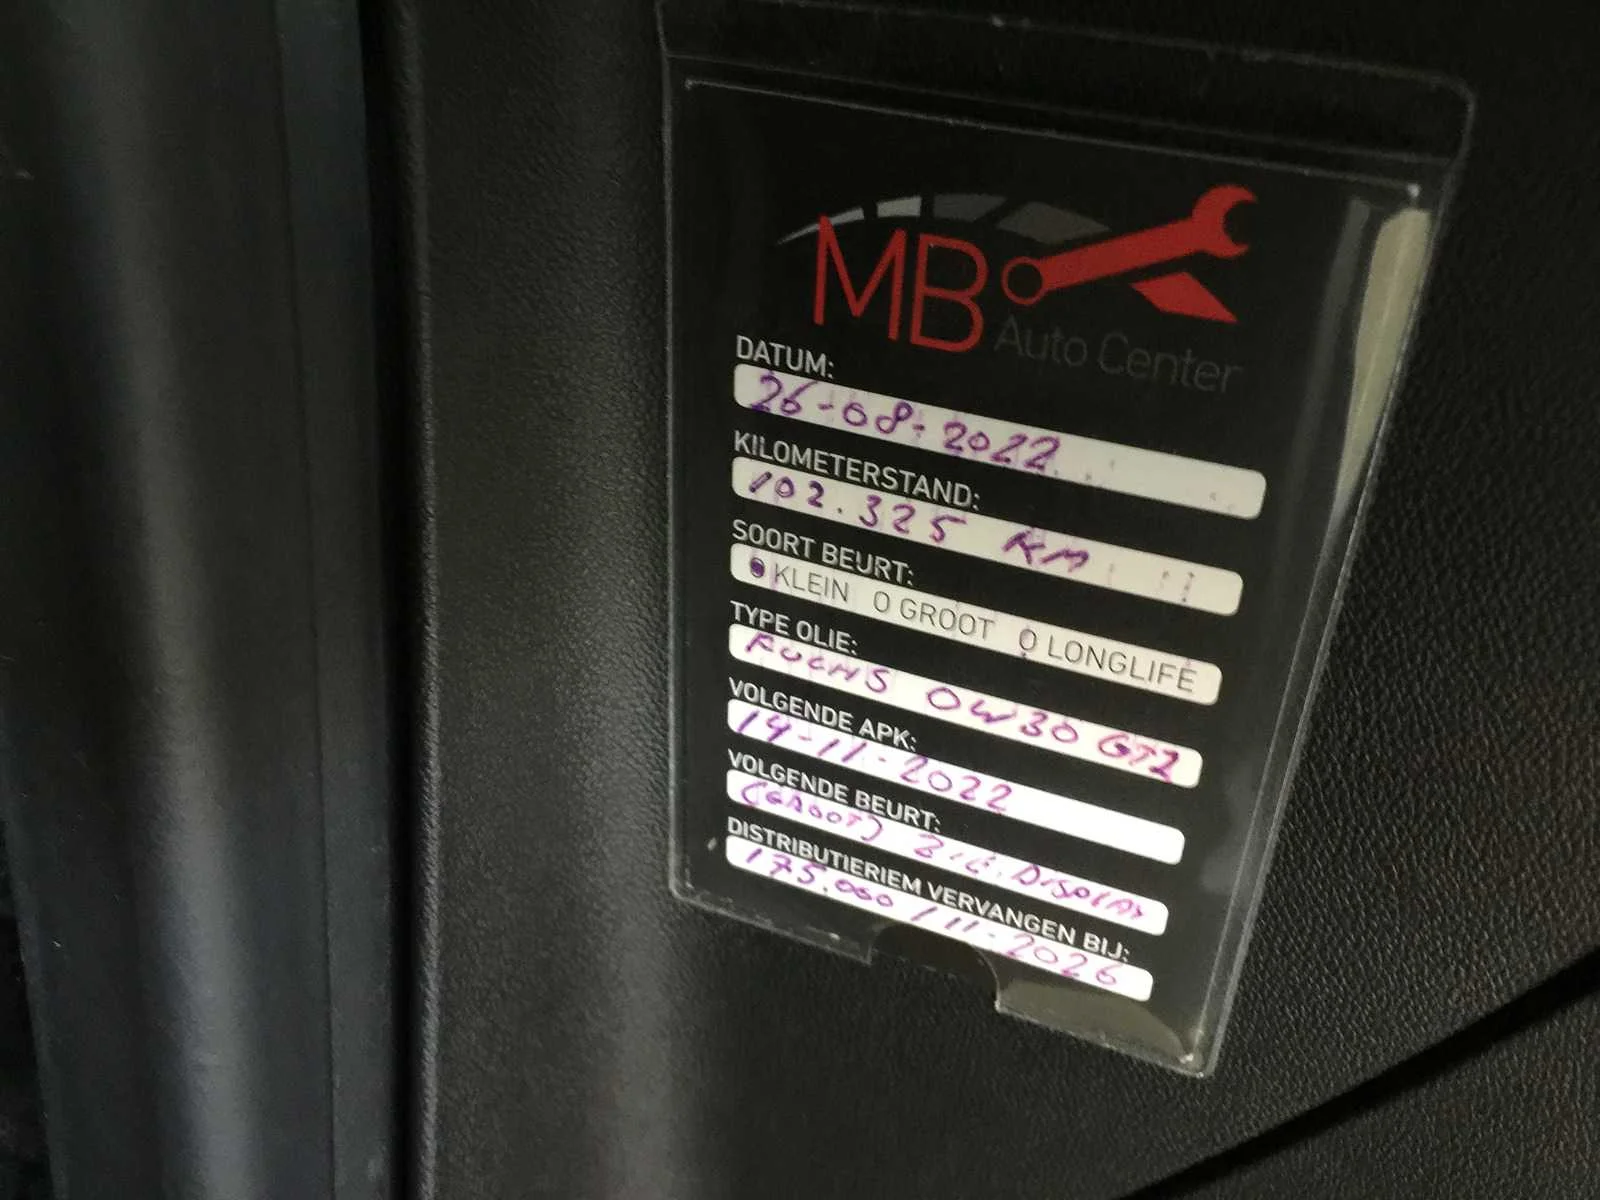 MB
Auto Center
DATUM:
26-08-2022
KILOMETERSTAND:
102.325 KM
SOORT BEURT:
KLEIN O GROOT O LONGLIFE
TYPE OLIE:
FUCHS 0W30 GT2
VOLGENDE APK:
14-11-2022
VOLGENDE BEURT:
(GROOT) Z.i.E. DISPLAY
DISTRIBUTIERIEM VERVANGEN BIJ:
175.000 / 11-2026